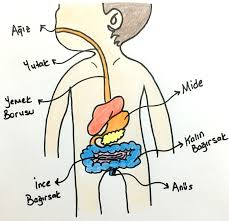 Ağız
Yutak
Yemek
Borusu
Mide
Kalın
Bağırsak
İnce
Bağırsak
Anüs